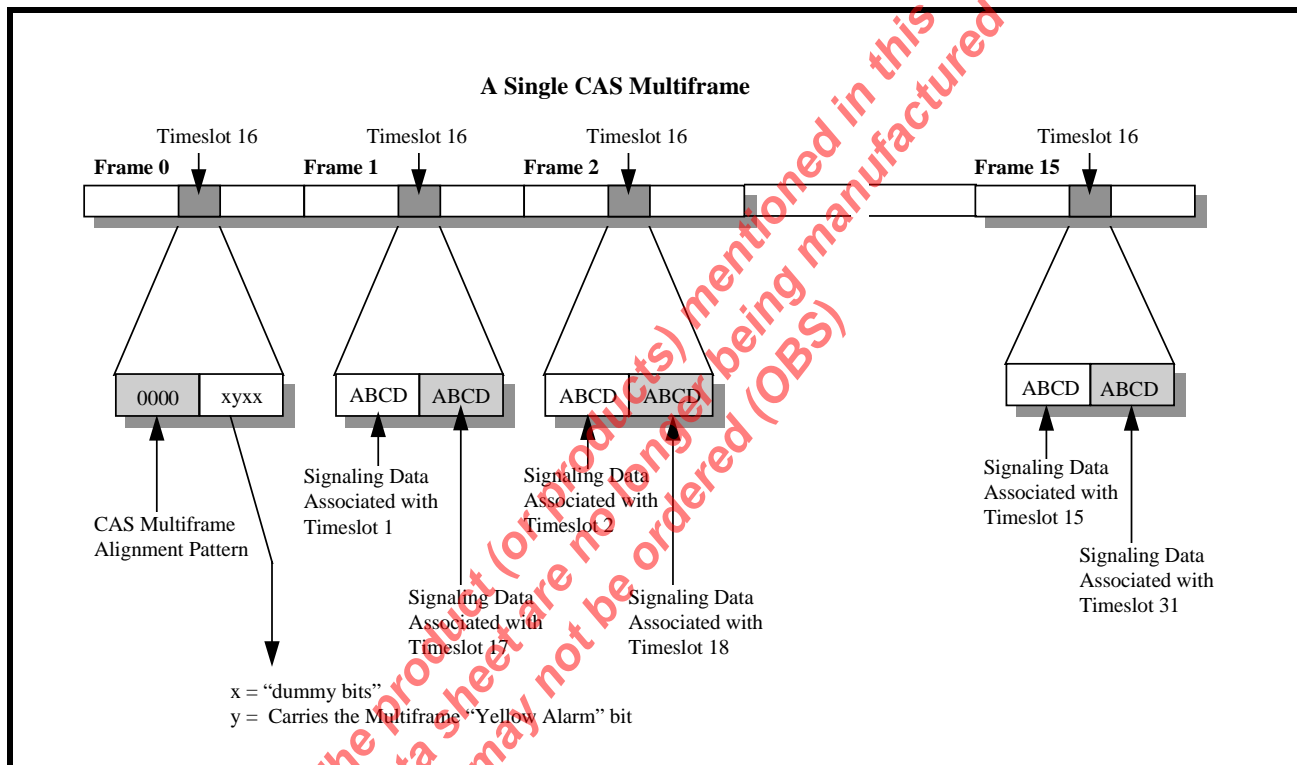 A Single CAS Multiframe
Timeslot 16
Timeslot 16
Timeslot 16
Timeslot 16
Frame 0
Frame 1
Frame 2
Frame 15
0000
xyxx
ABCD
ABCD
ABCD
ABCD
ABCD
ABCD
CAS Multiframe
Alignment Pattern
Signaling Data
Associated with
Timeslot 1
Signaling Data
Associated with
Timeslot 17
Signaling Data
Associated with
Timeslot 2
Signaling Data
Associated with
Timeslot 18
Signaling Data
Associated with
Timeslot 15
Signaling Data
Associated with
Timeslot 31
x = “dummy bits”
y = Carries the Multiframe “Yellow Alarm” bit
product (or products) mentioned in this
sheet are no longer being manufactured
may not be ordered (OBS)